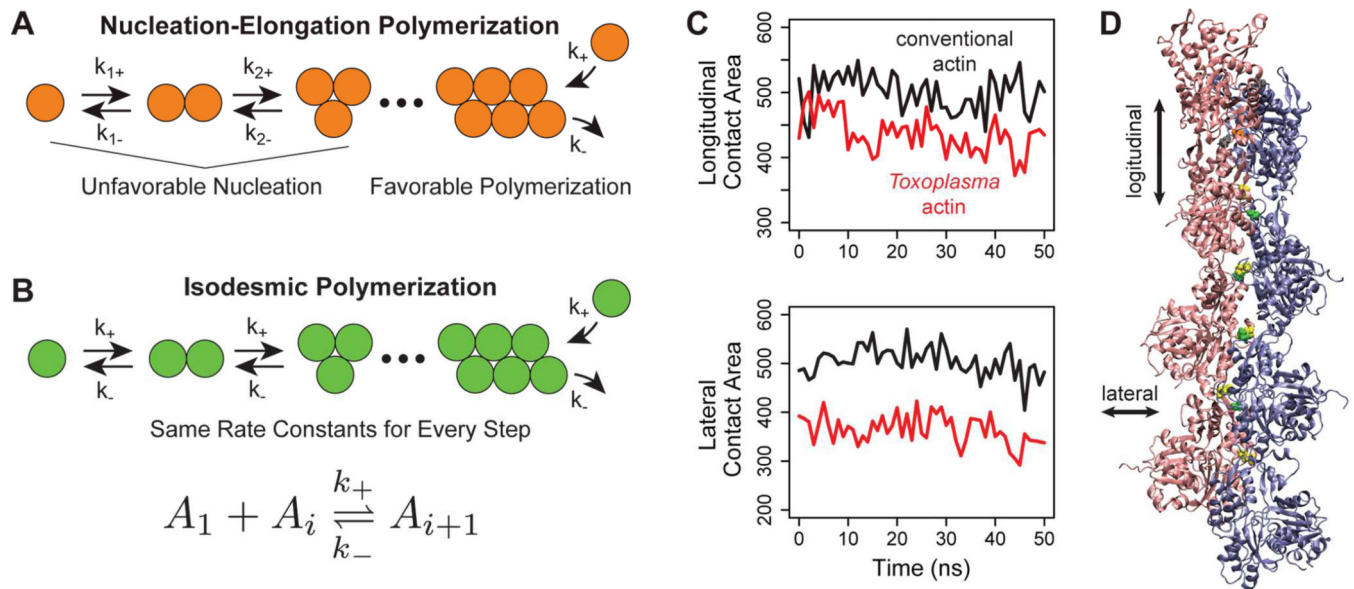 A
Nucleation-Elongation Polymerization
k1+
k1-
k2+
k2-
k+
k-
Unfavorable Nucleation
Favorable Polymerization
B
Isodesmic Polymerization
k+
k-
k+
k-
k+
k-
Same Rate Constants for Every Step
A1 + Ai k+ ⇌ k− Ai+1
C
Longitudinal
Contact Area
600
500
400
300
conventional
actin
Toxoplasma
actin
0 10 20 30 40 50
Lateral
Contact Area
600
500
400
300
200
0 10 20 30 40 50
Time (ns)
D
logitudinal
lateral